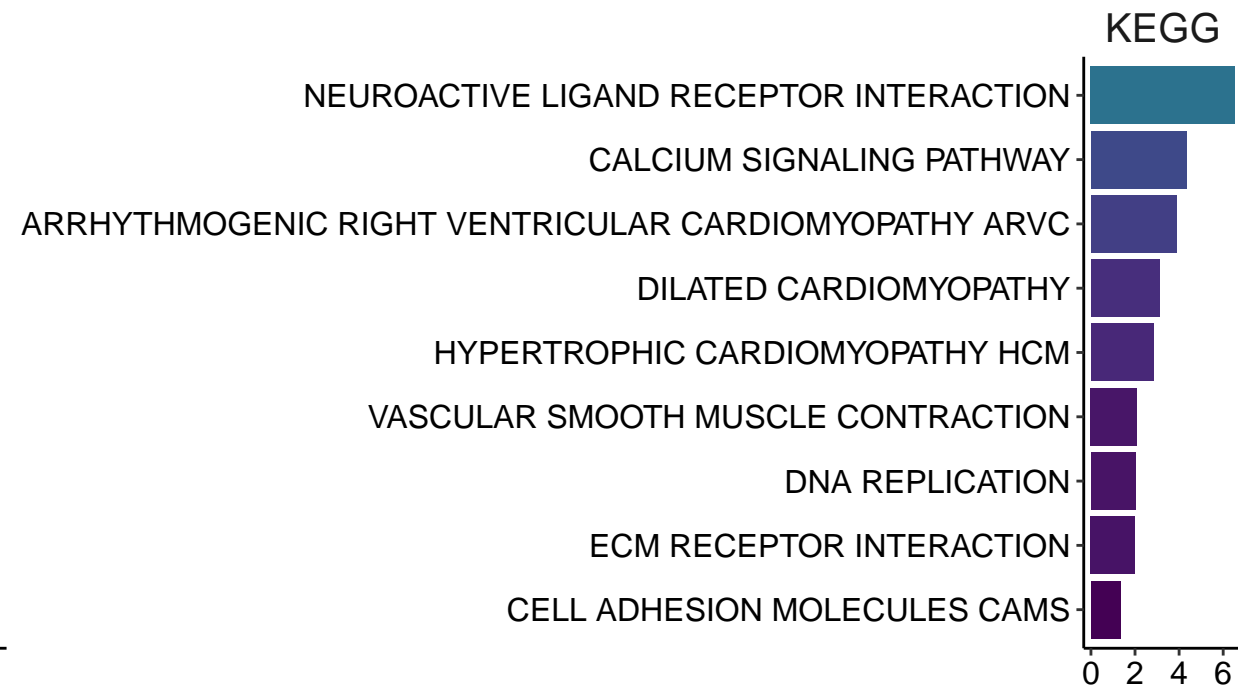 KEGG
NEUROACTIVE LIGAND RECEPTOR INTERACTION
CALCIUM SIGNALING PATHWAY
ARRHYTHMOGENIC RIGHT VENTRICULAR CARDIOMYOPATHY ARVC
DILATED CARDIOMYOPATHY
HYPERTROPHIC CARDIOMYOPATHY HCM
VASCULAR SMOOTH MUSCLE CONTRACTION
DNA REPLICATION
ECM RECEPTOR INTERACTION
CELL ADHESION MOLECULES CAMS
0 2 4 6